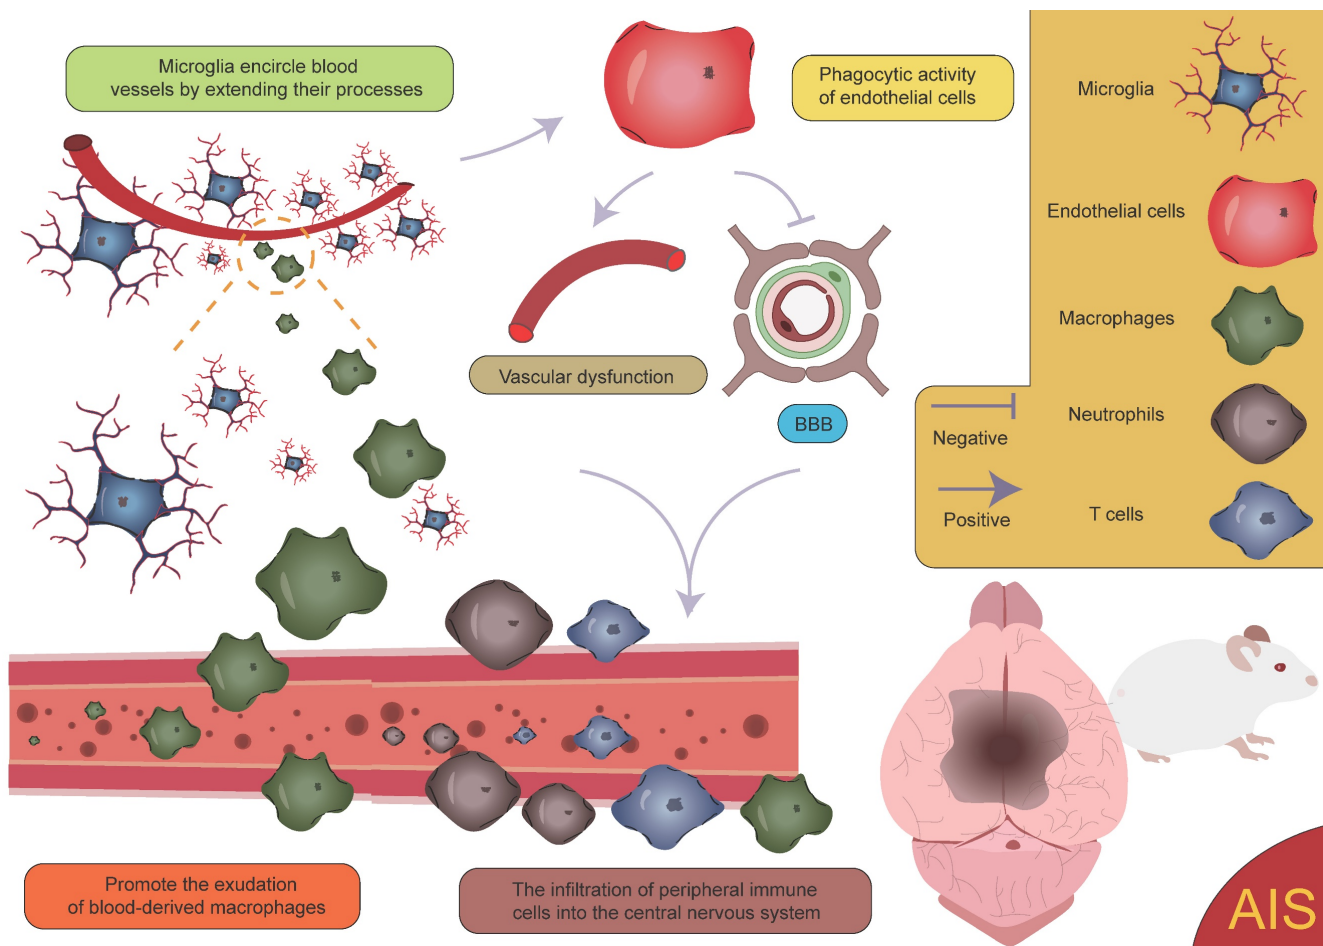 Microglia encircle blood
vessels by extending their processes
Phagocytic activity
of endothelial cells
Microglia
Endothelial cells
Macrophages
Neutrophils
T cells
Negative
Positive
Vascular dysfunction
BBB
Promote the exudation
of blood-derived macrophages
The infiltration of peripheral immune
cells into the central nervous system
AIS